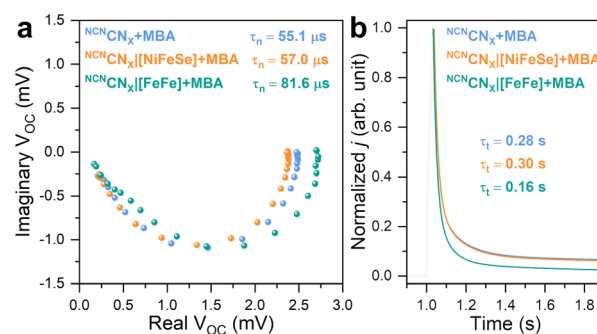 a
NCNCNX+MBA τn = 55.1 μs
NCNCNX|[NiFeSe]+MBA τn = 57.0 μs
NCNCNX|[FeFe]+MBA τn = 81.6 μs
Imaginary VOC (mV)
1.5
1.0
0.5
0.0
-0.5
-1.0
-1.5
0.0 0.5 1.0 1.5 2.0 2.5 3.0
Real VOC (mV)
b
NCNCNX+MBA
NCNCNX|[NiFeSe]+MBA
NCNCNX|[FeFe]+MBA
τt = 0.28 s
τt = 0.30 s
τt = 0.16 s
Normalized j (arb. unit)
1.0
0.8
0.6
0.4
0.2
0.0
1.0 1.2 1.4 1.6 1.8
Time (s)